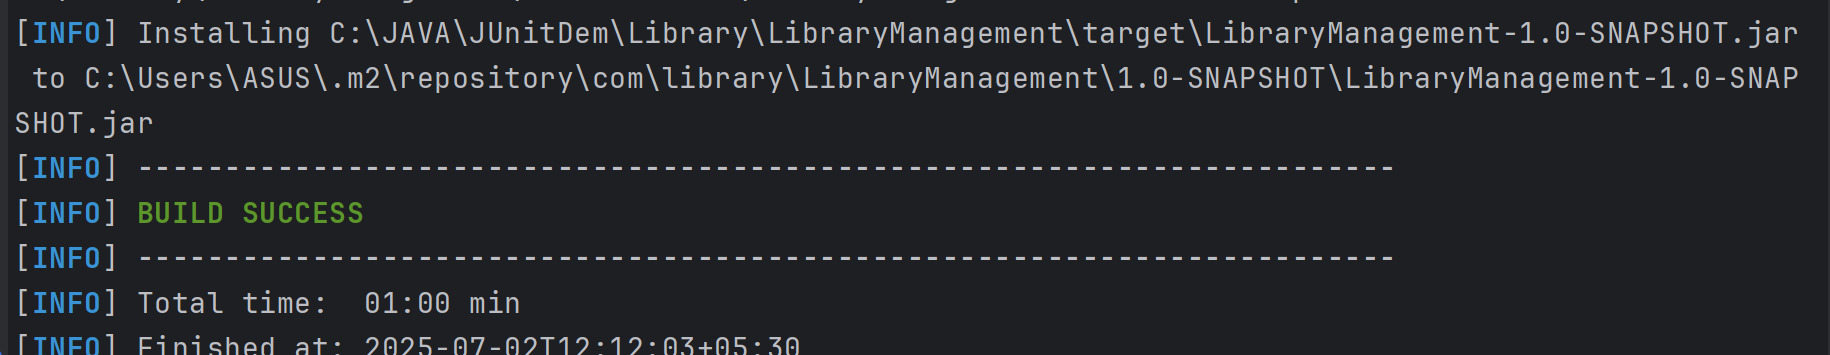 [INFO] Installing C:\JAVA\JUnitDem\Library\LibraryManagement\target\LibraryManagement-1.0-SNAPSHOT.jar
to C:\Users\ASUS\.m2\repository\com\library\LibraryManagement\1.0-SNAPSHOT\LibraryManagement-1.0-SNAP
SHOT.jar
[INFO] ------------------------------------------------------------------------
[INFO] BUILD SUCCESS
[INFO] ------------------------------------------------------------------------
[INFO] Total time:  01:00 min
[INFO] Finished at: 2025-07-02T12:12:03+05:30